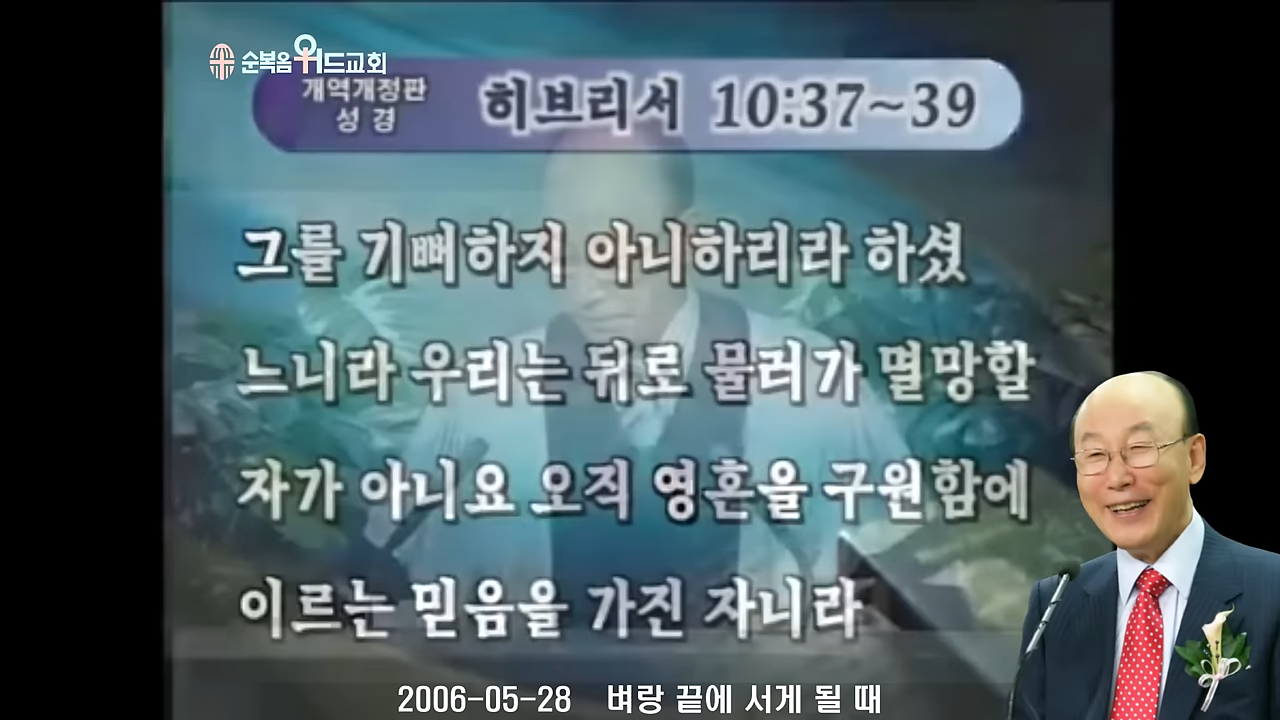 순복음위드교회
개역개정판
성경
히브리서 10:37~39
그를 기뻐하지 아니하리라 하셨
느니라 우리는 뒤로 물러가 멸망할
자가 아니요 오직 영혼을 구원함에
이르는 믿음을 가진 자니라
2006-05-28 벼랑 끝에 서게 될 때